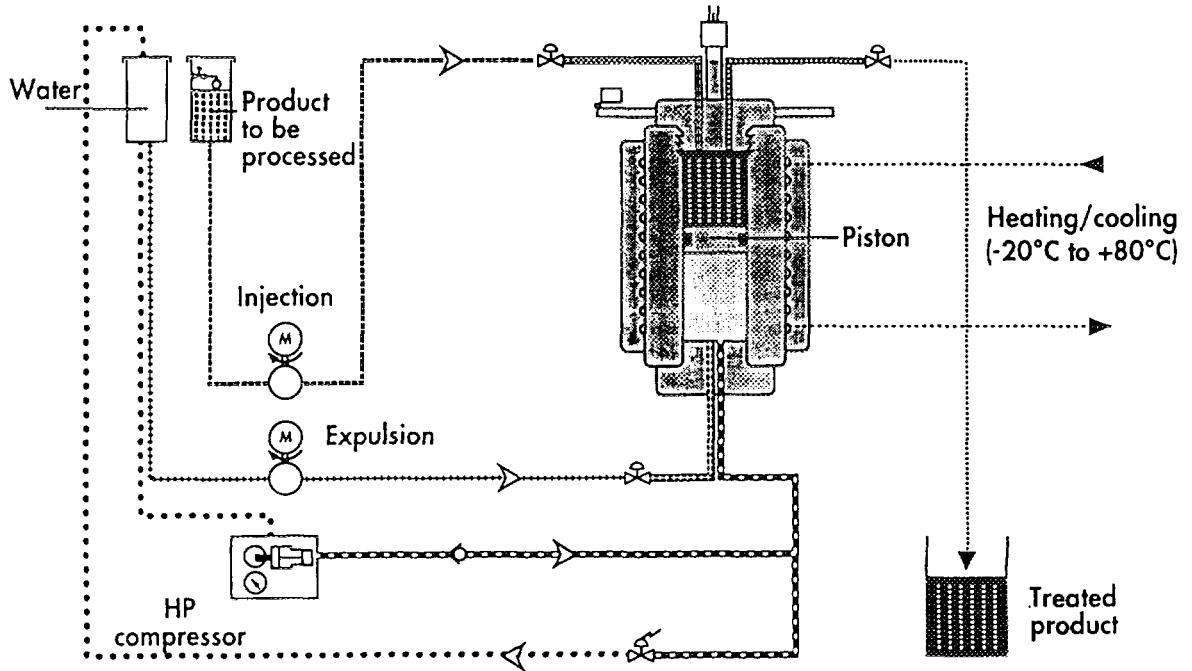 Water
Product
to be
processed
Heating/cooling
(-20°C to +80°C)
Piston
Injection
M
M
Expulsion
HP
compressor
Treated
product